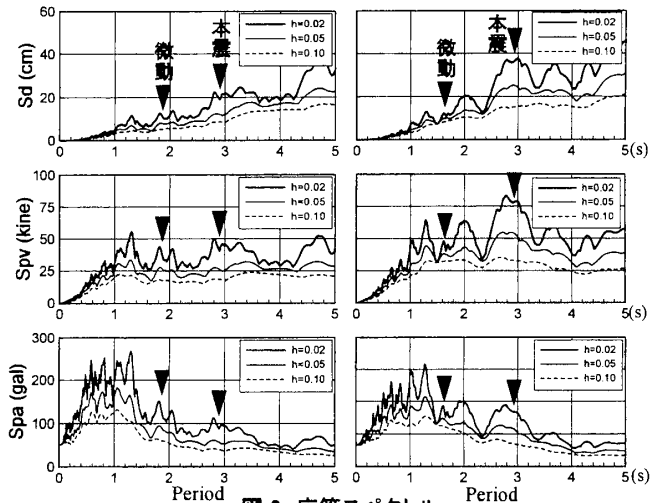 60
40
20
0
Sd (cm)
微動
本震
h=0.02
h=0.05
h=0.10
0 1 2 3 4 5
微動
本震
h=0.02
h=0.05
h=0.10
0 1 2 3 4 5(s)
100
75
50
25
0
Spv (kine)
h=0.02
h=0.05
h=0.10
0 1 2 3 4 5
h=0.02
h=0.05
h=0.10
0 1 2 3 4 5(s)
300
200
100
0
Spa (gal)
h=0.02
h=0.05
h=0.10
0 1 2 3 4 5
Period
h=0.02
h=0.05
h=0.10
0 1 2 3 4 5(s)
Period